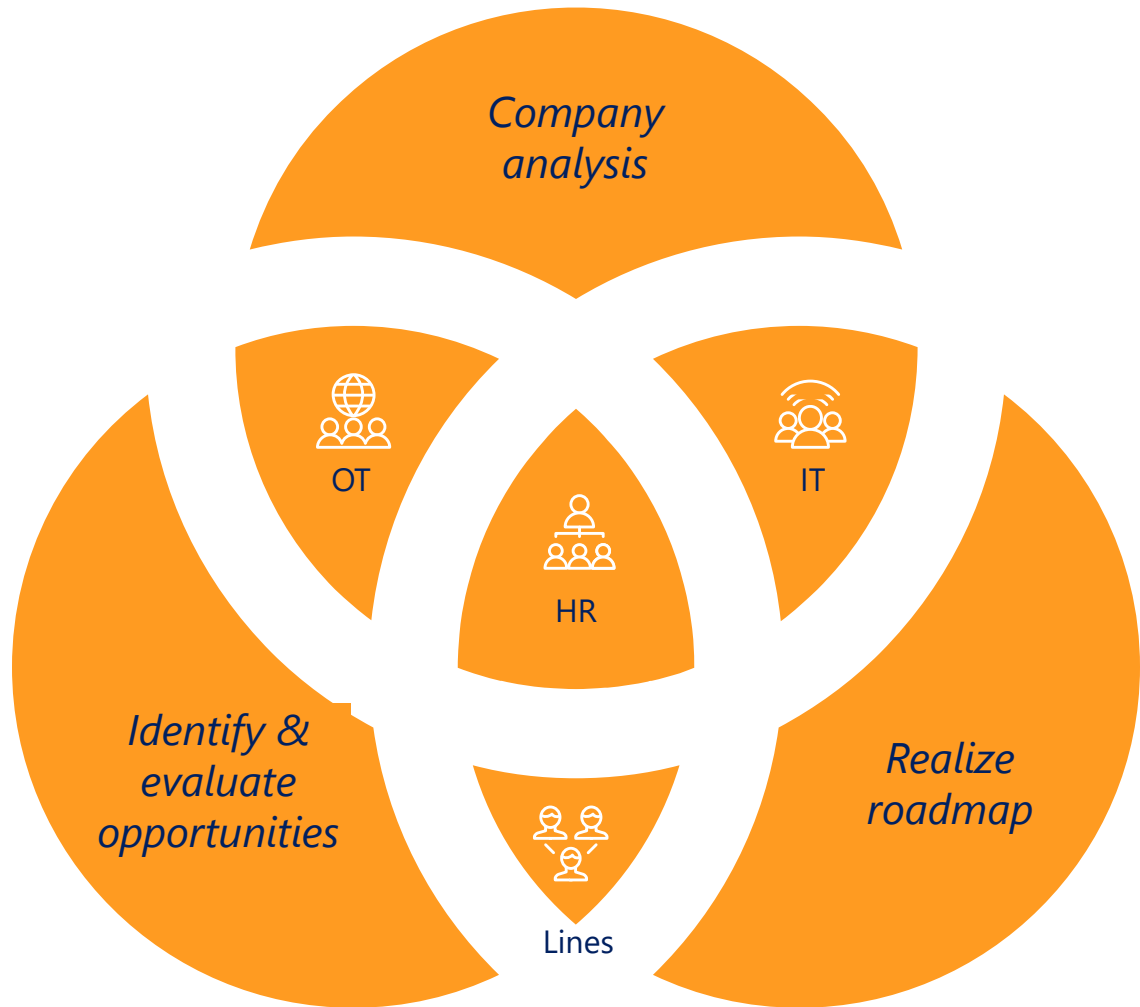 Company
analysis
OT
IT
HR
Identify &
evaluate
opportunities
Realize
roadmap
Lines